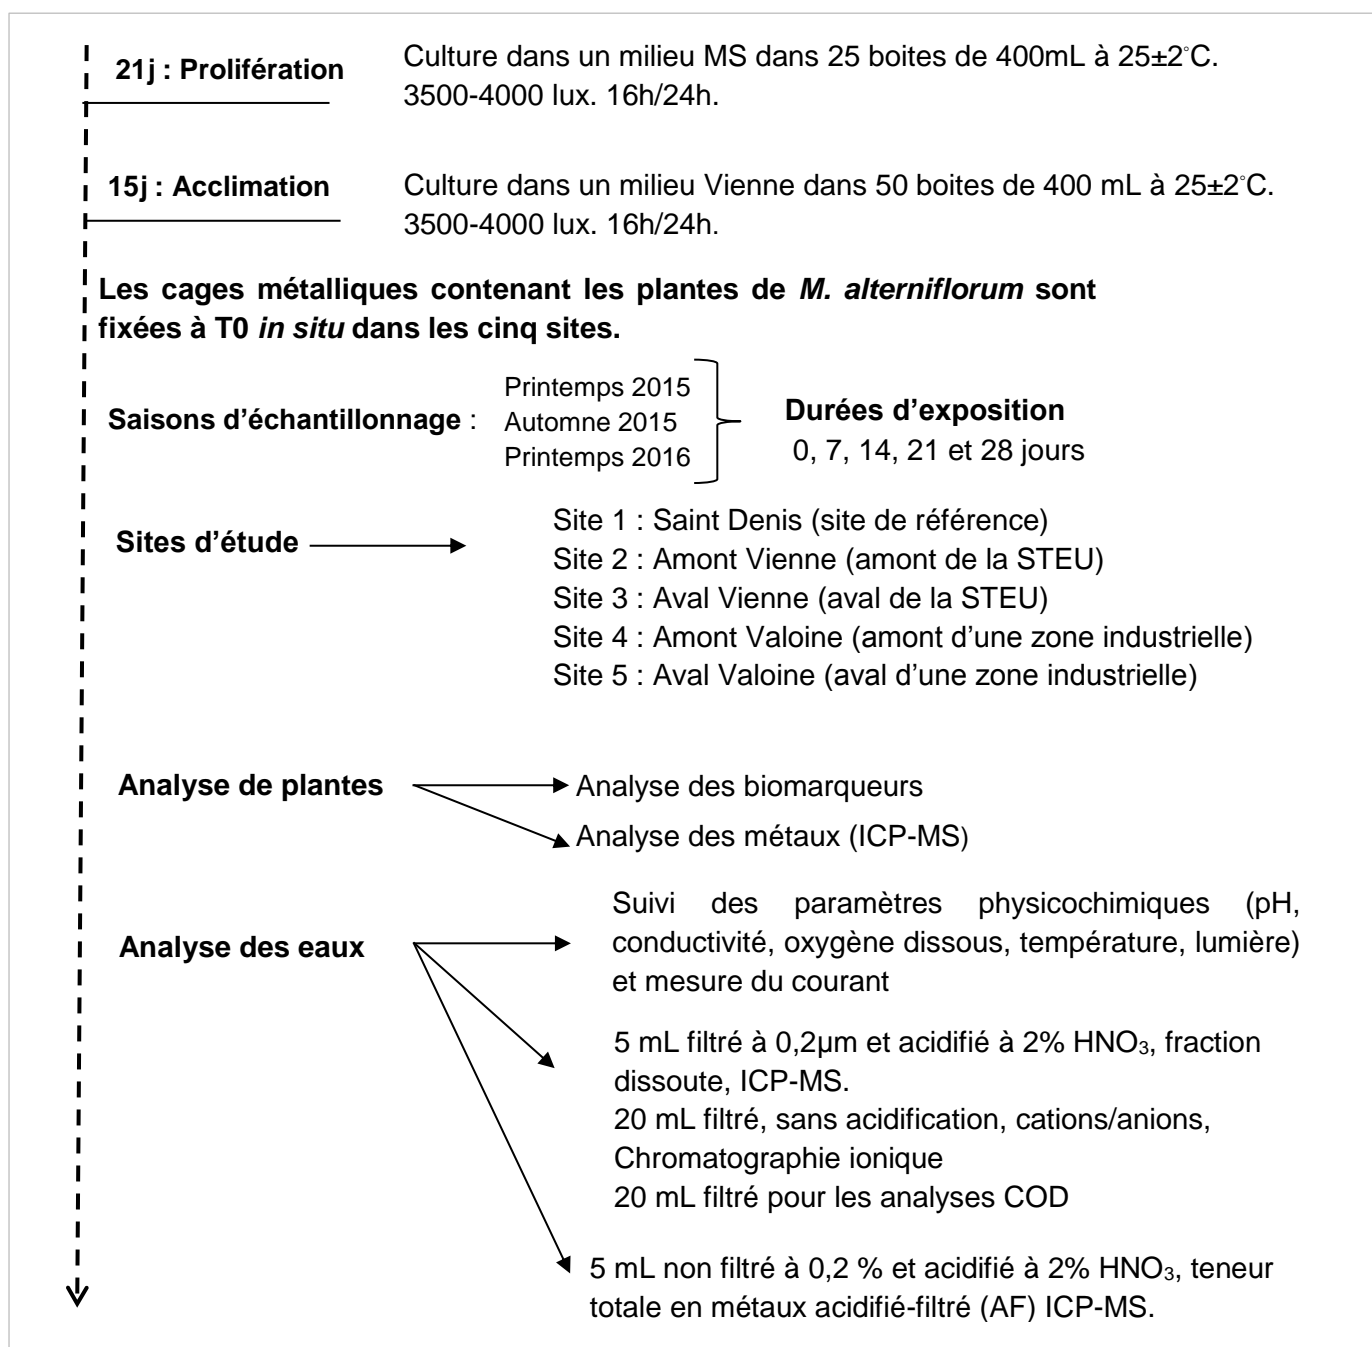 21j : Prolifération
Culture dans un milieu MS dans 25 boites de 400mL à 25±2°C.
3500-4000 lux. 16h/24h.
15j : Acclimation
Culture dans un milieu Vienne dans 50 boites de 400 mL à 25±2°C.
3500-4000 lux. 16h/24h.
Les cages métalliques contenant les plantes de M. alterniflorum sont
fixées à T0 in situ dans les cinq sites.
Saisons d’échantillonnage :
Printemps 2015
Automne 2015
Printemps 2016
Durées d’exposition
0, 7, 14, 21 et 28 jours
Sites d’étude
Site 1 : Saint Denis (site de référence)
Site 2 : Amont Vienne (amont de la STEU)
Site 3 : Aval Vienne (aval de la STEU)
Site 4 : Amont Valoine (amont d’une zone industrielle)
Site 5 : Aval Valoine (aval d’une zone industrielle)
Analyse de plantes
Analyse des biomarqueurs
Analyse des métaux (ICP-MS)
Analyse des eaux
Suivi des paramètres physicochimiques (pH,
conductivité, oxygène dissous, température, lumière)
et mesure du courant
5 mL filtré à 0,2µm et acidifié à 2% HNO₃, fraction
dissoute, ICP-MS.
20 mL filtré, sans acidification, cations/anions,
Chromatographie ionique
20 mL filtré pour les analyses COD
5 mL non filtré à 0,2 % et acidifié à 2% HNO₃, teneur
totale en métaux acidifié-filtré (AF) ICP-MS.